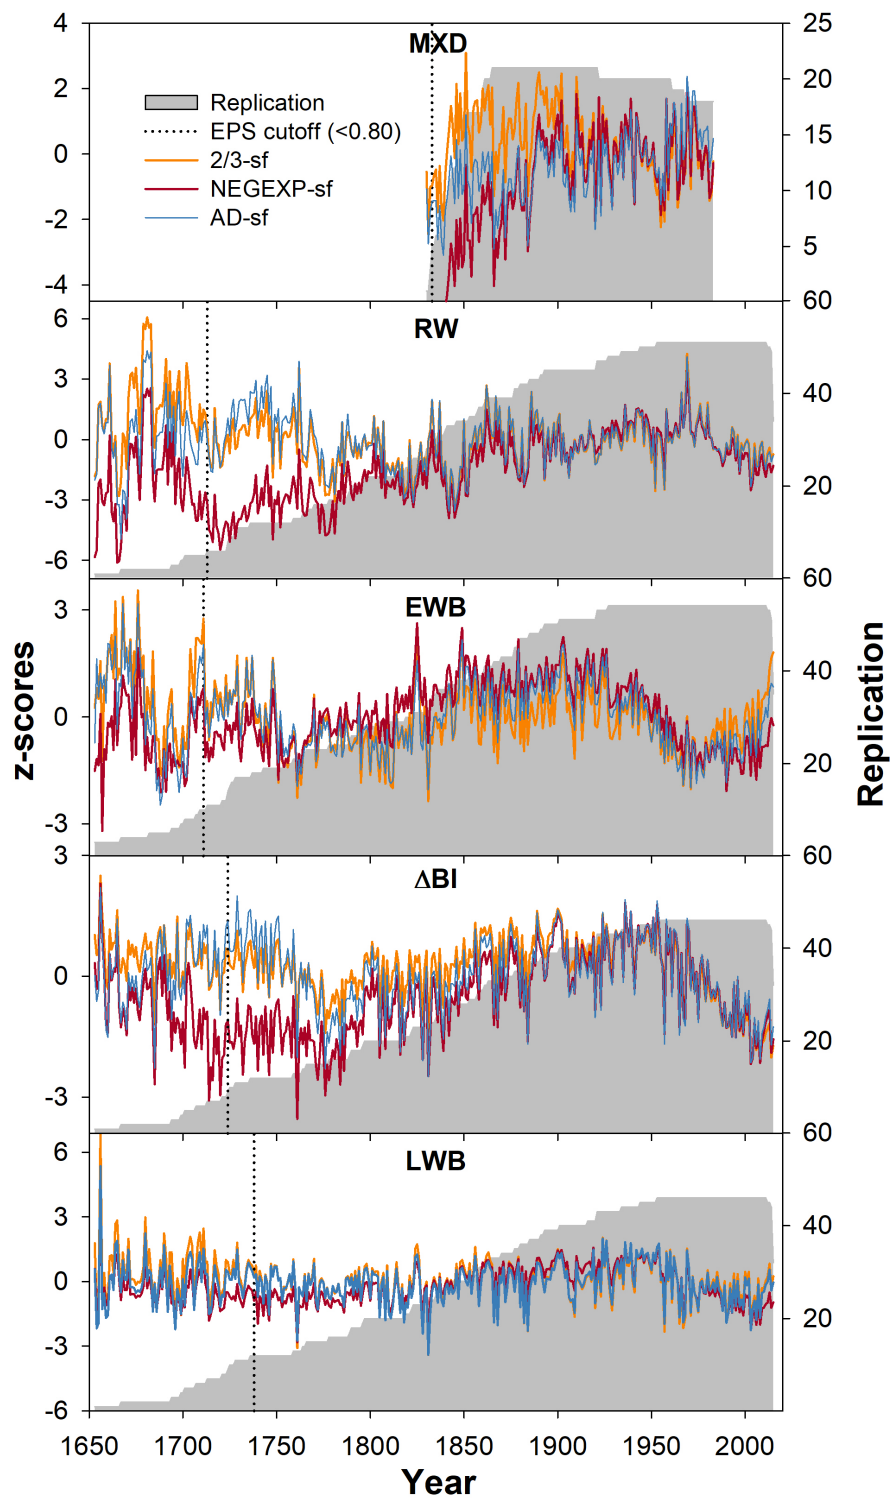 MXD
4
2
0
-2
-4
25
20
15
10
5
Replication
EPS cutoff (<0.80)
2/3-sf
NEGEXP-sf
AD-sf
RW
6
3
0
-3
-6
60
40
20
EWB
3
0
-3
60
40
20
ΔBI
3
0
-3
60
40
20
LWB
6
3
0
-3
-6
60
40
20
z-scores
Replication
1650 1700 1750 1800 1850 1900 1950 2000
Year